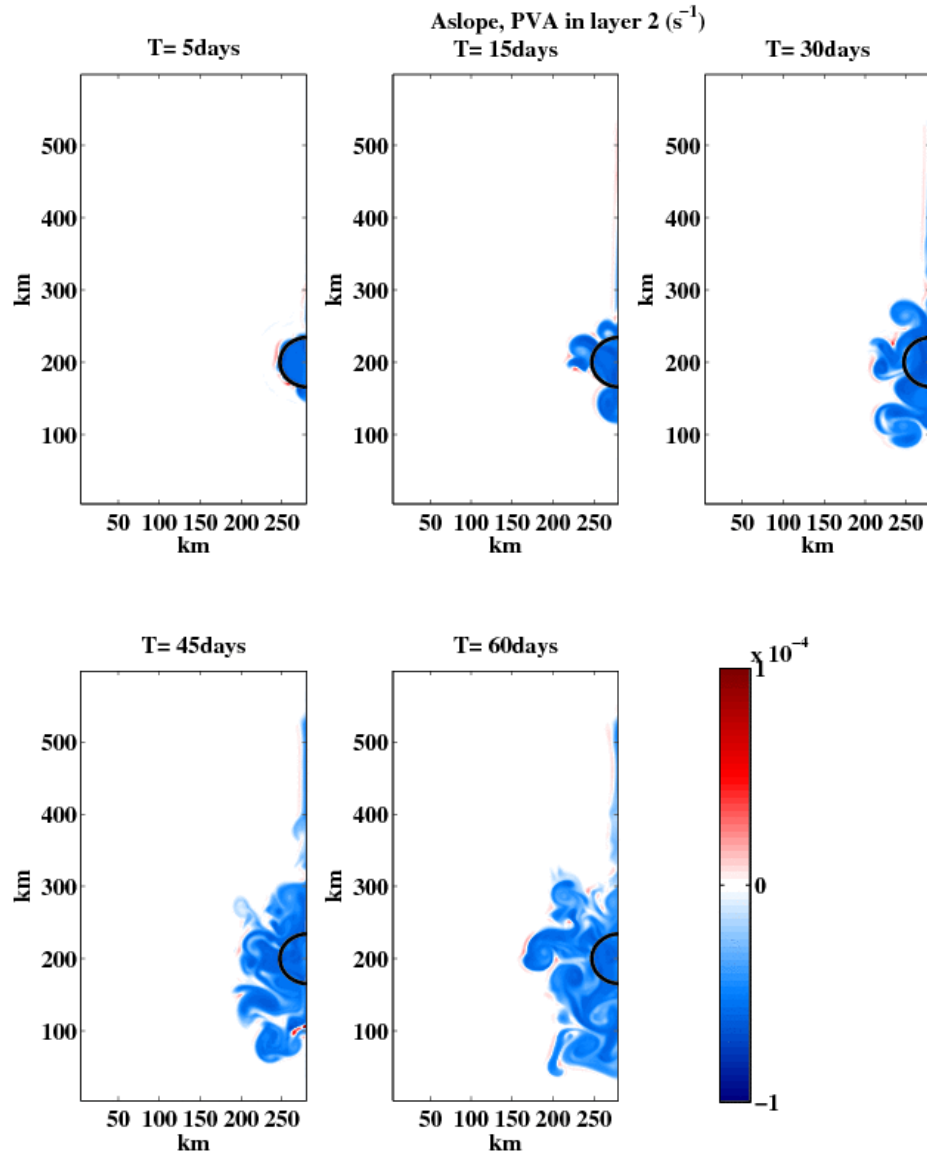 Aslope, PVA in layer 2 (s⁻¹)
T= 5days
T= 15days
T= 30days
500
400
300
200
100
km
50 100 150 200 250
km
500
400
300
200
100
km
50 100 150 200 250
km
500
400
300
200
100
km
50 100 150 200 250
km
T= 45days
T= 60days
500
400
300
200
100
km
50 100 150 200 250
km
500
400
300
200
100
km
50 100 150 200 250
km
x 10⁻⁴
1
0
−1